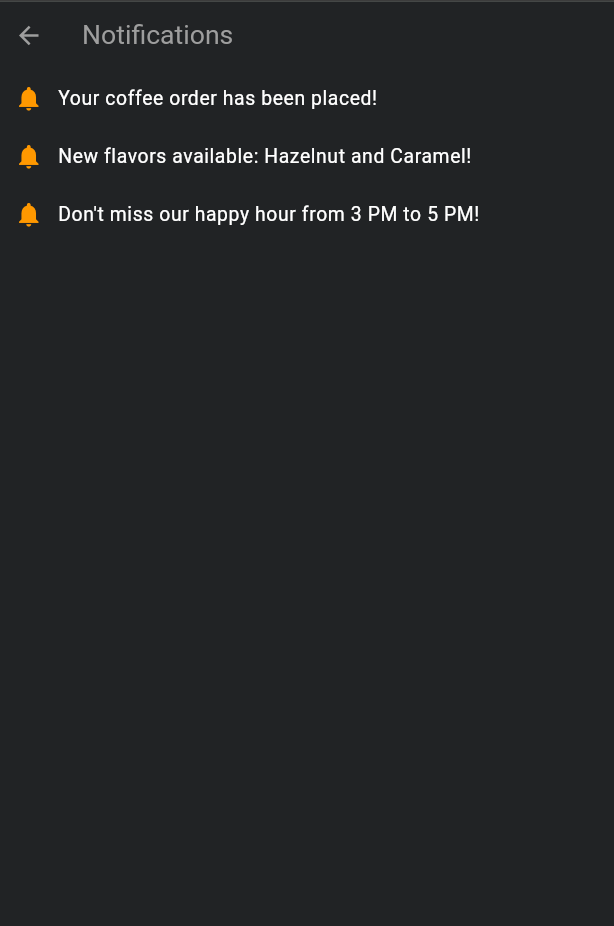 Notifications
Your coffee order has been placed!
New flavors available: Hazelnut and Caramel!
Don't miss our happy hour from 3 PM to 5 PM!